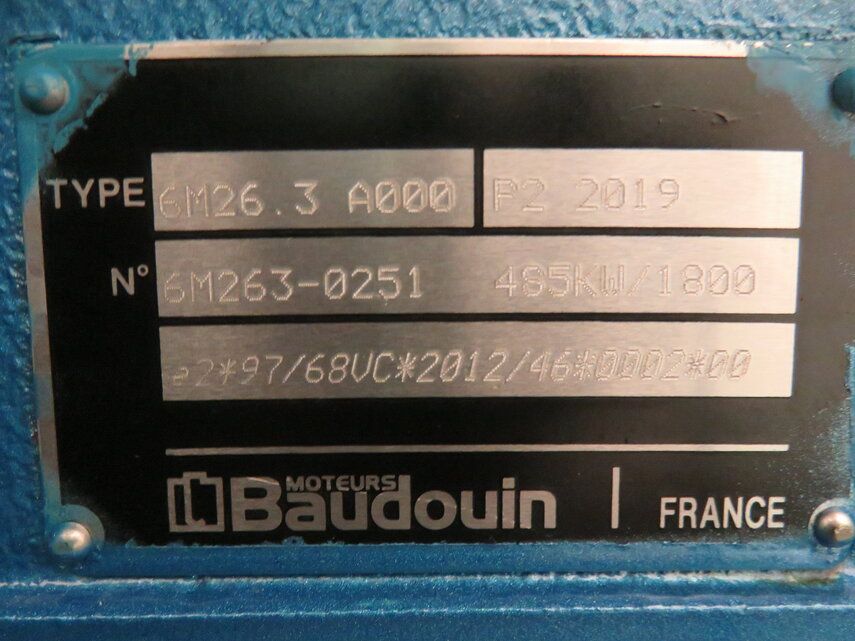 TYPE 6M26.3 A000 P2 2019
N° 6M263-0251 485KW/1800
e2*97/68VC*2012/46*0002*00
MOTEURS
Baudouin
FRANCE